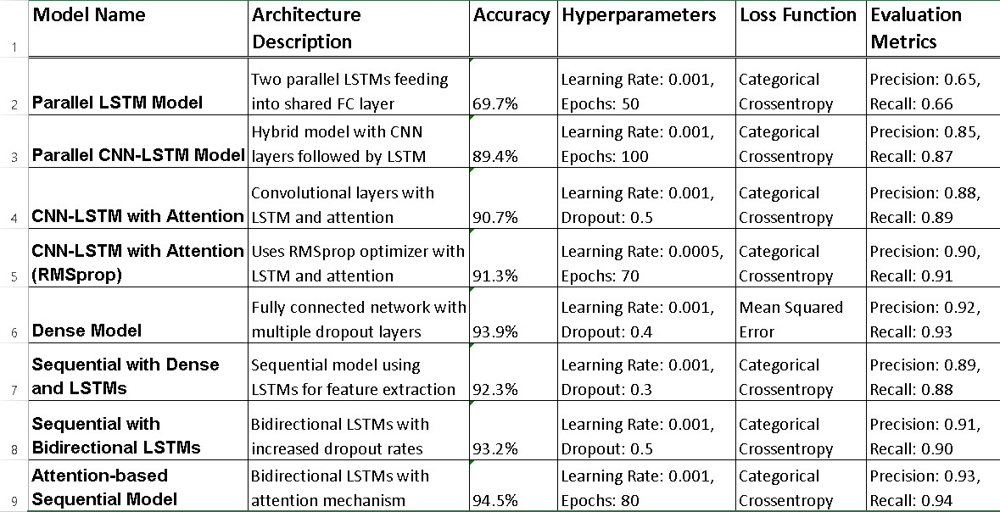 Model Name
Architecture
Description
Accuracy
Hyperparameters
Loss Function
Evaluation
Metrics
1
2
Parallel LSTM Model
Two parallel LSTMs feeding
into shared FC layer
69.7%
Learning Rate: 0.001,
Epochs: 50
Categorical
Crossentropy
Precision: 0.65,
Recall: 0.66
3
Parallel CNN-LSTM Model
Hybrid model with CNN
layers followed by LSTM
89.4%
Learning Rate: 0.001,
Epochs: 100
Categorical
Crossentropy
Precision: 0.85,
Recall: 0.87
4
CNN-LSTM with Attention
Convolutional layers with
LSTM and attention
90.7%
Learning Rate: 0.001,
Dropout: 0.5
Categorical
Crossentropy
Precision: 0.88,
Recall: 0.89
5
CNN-LSTM with Attention
(RMSprop)
Uses RMSprop optimizer with
LSTM and attention
91.3%
Learning Rate: 0.0005,
Epochs: 70
Categorical
Crossentropy
Precision: 0.90,
Recall: 0.91
6
Dense Model
Fully connected network with
multiple dropout layers
93.9%
Learning Rate: 0.001,
Dropout: 0.4
Mean Squared
Error
Precision: 0.92,
Recall: 0.93
7
Sequential with Dense
and LSTMs
Sequential model using
LSTMs for feature extraction
92.3%
Learning Rate: 0.001,
Dropout: 0.3
Categorical
Crossentropy
Precision: 0.89,
Recall: 0.88
8
Sequential with
Bidirectional LSTMs
Bidirectional LSTMs with
increased dropout rates
93.2%
Learning Rate: 0.001,
Dropout: 0.5
Categorical
Crossentropy
Precision: 0.91,
Recall: 0.90
9
Attention-based
Sequential Model
Bidirectional LSTMs with
attention mechanism
94.5%
Learning Rate: 0.001,
Epochs: 80
Categorical
Crossentropy
Precision: 0.93,
Recall: 0.94